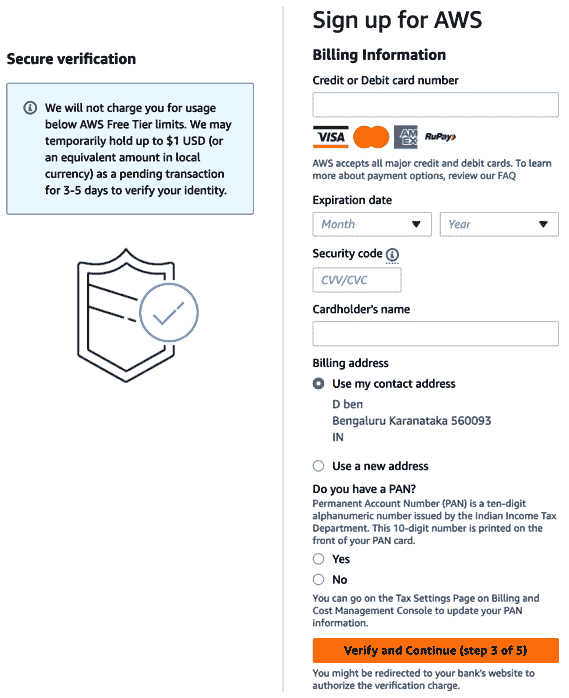 Secure verification
We will not charge you for usage
below AWS Free Tier limits. We may
temporarily hold up to $1 USD (or
an equivalent amount in local
currency) as a pending transaction
for 3-5 days to verify your identity.
Sign up for AWS
Billing Information
Credit or Debit card number
VISA
AM
EX
RuPay
AWS accepts all major credit and debit cards. To learn
more about payment options, review our FAQ
Expiration date
Month
Year
Security code
CVV/CVC
Cardholder's name
Billing address
Use my contact address
D ben
Bengaluru Karanataka 560093
IN
Use a new address
Do you have a PAN?
Permanent Account Number (PAN) is a ten-digit
alphanumeric number issued by the Indian Income Tax
Department. This 10-digit number is printed on the
front of your PAN card.
Yes
No
You can go on the Tax Settings Page on Billing and
Cost Management Console to update your PAN
information.
Verify and Continue (step 3 of 5)
You might be redirected to your bank's website to
authorize the verification charge.